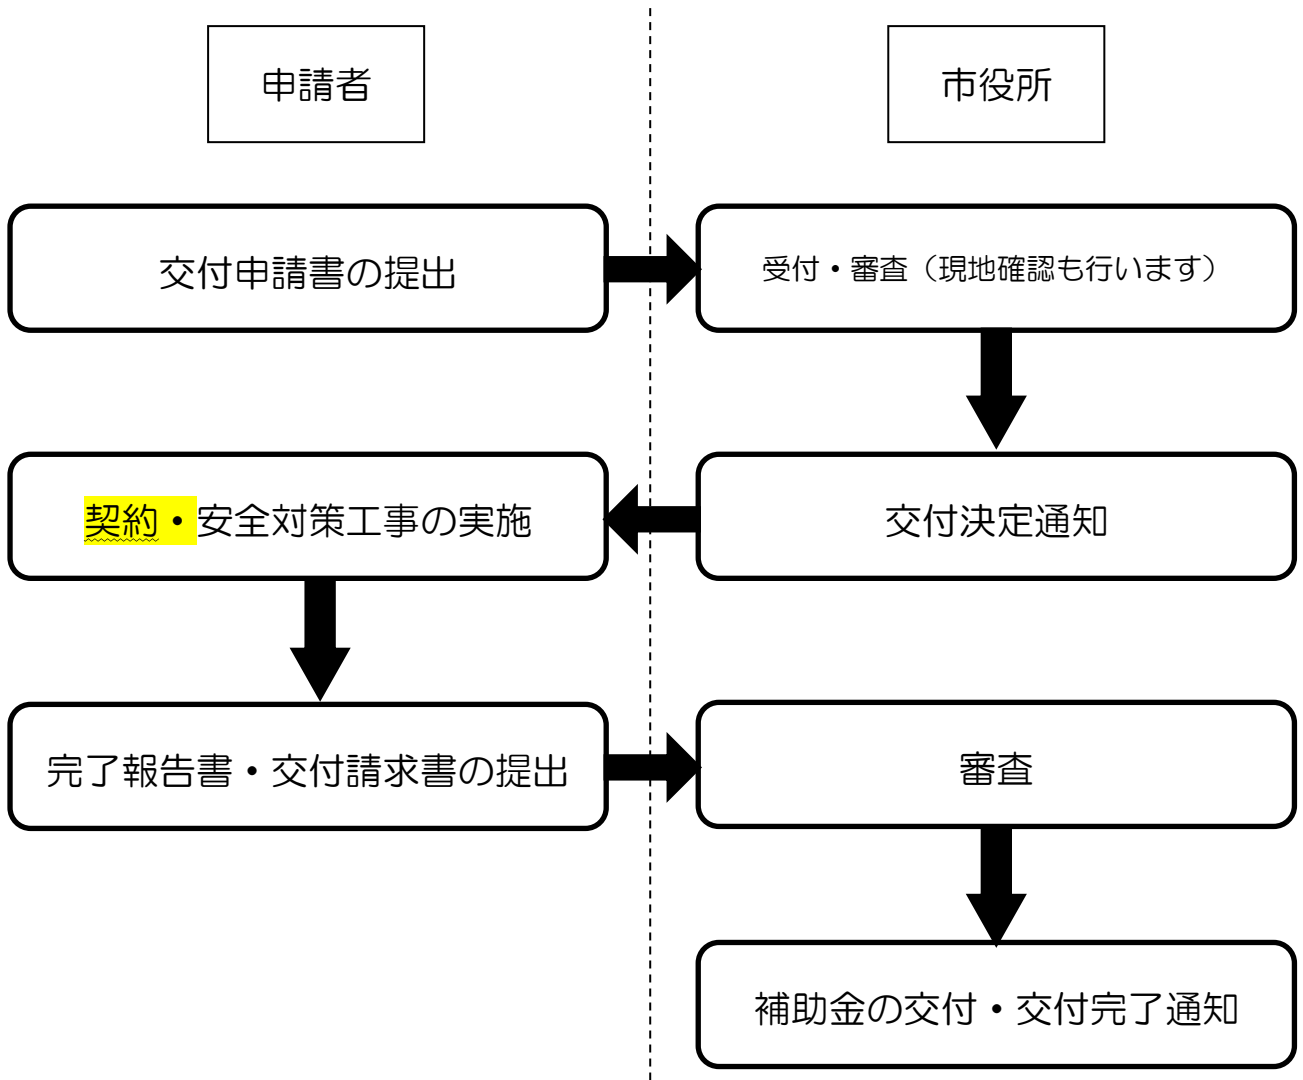 申請者
市役所
交付申請書の提出
受付・審査（現地確認も行います）
契約・安全対策工事の実施
交付決定通知
完了報告書・交付請求書の提出
審査
補助金の交付・交付完了通知